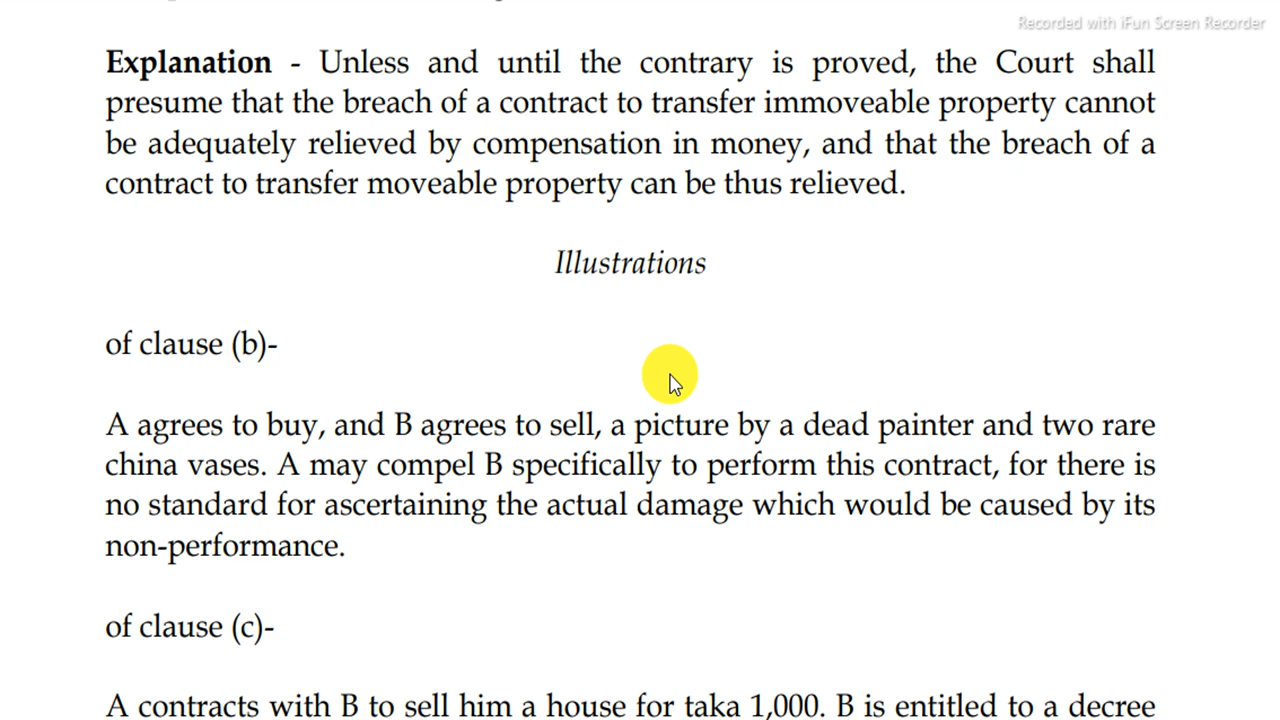 Recorded with iFun Screen Recorder
Explanation - Unless and until the contrary is proved, the Court shall
presume that the breach of a contract to transfer immoveable property cannot
be adequately relieved by compensation in money, and that the breach of a
contract to transfer moveable property can be thus relieved.
Illustrations
of clause (b)-
A agrees to buy, and B agrees to sell, a picture by a dead painter and two rare
china vases. A may compel B specifically to perform this contract, for there is
no standard for ascertaining the actual damage which would be caused by its
non-performance.
of clause (c)-
A contracts with B to sell him a house for taka 1,000. B is entitled to a decree